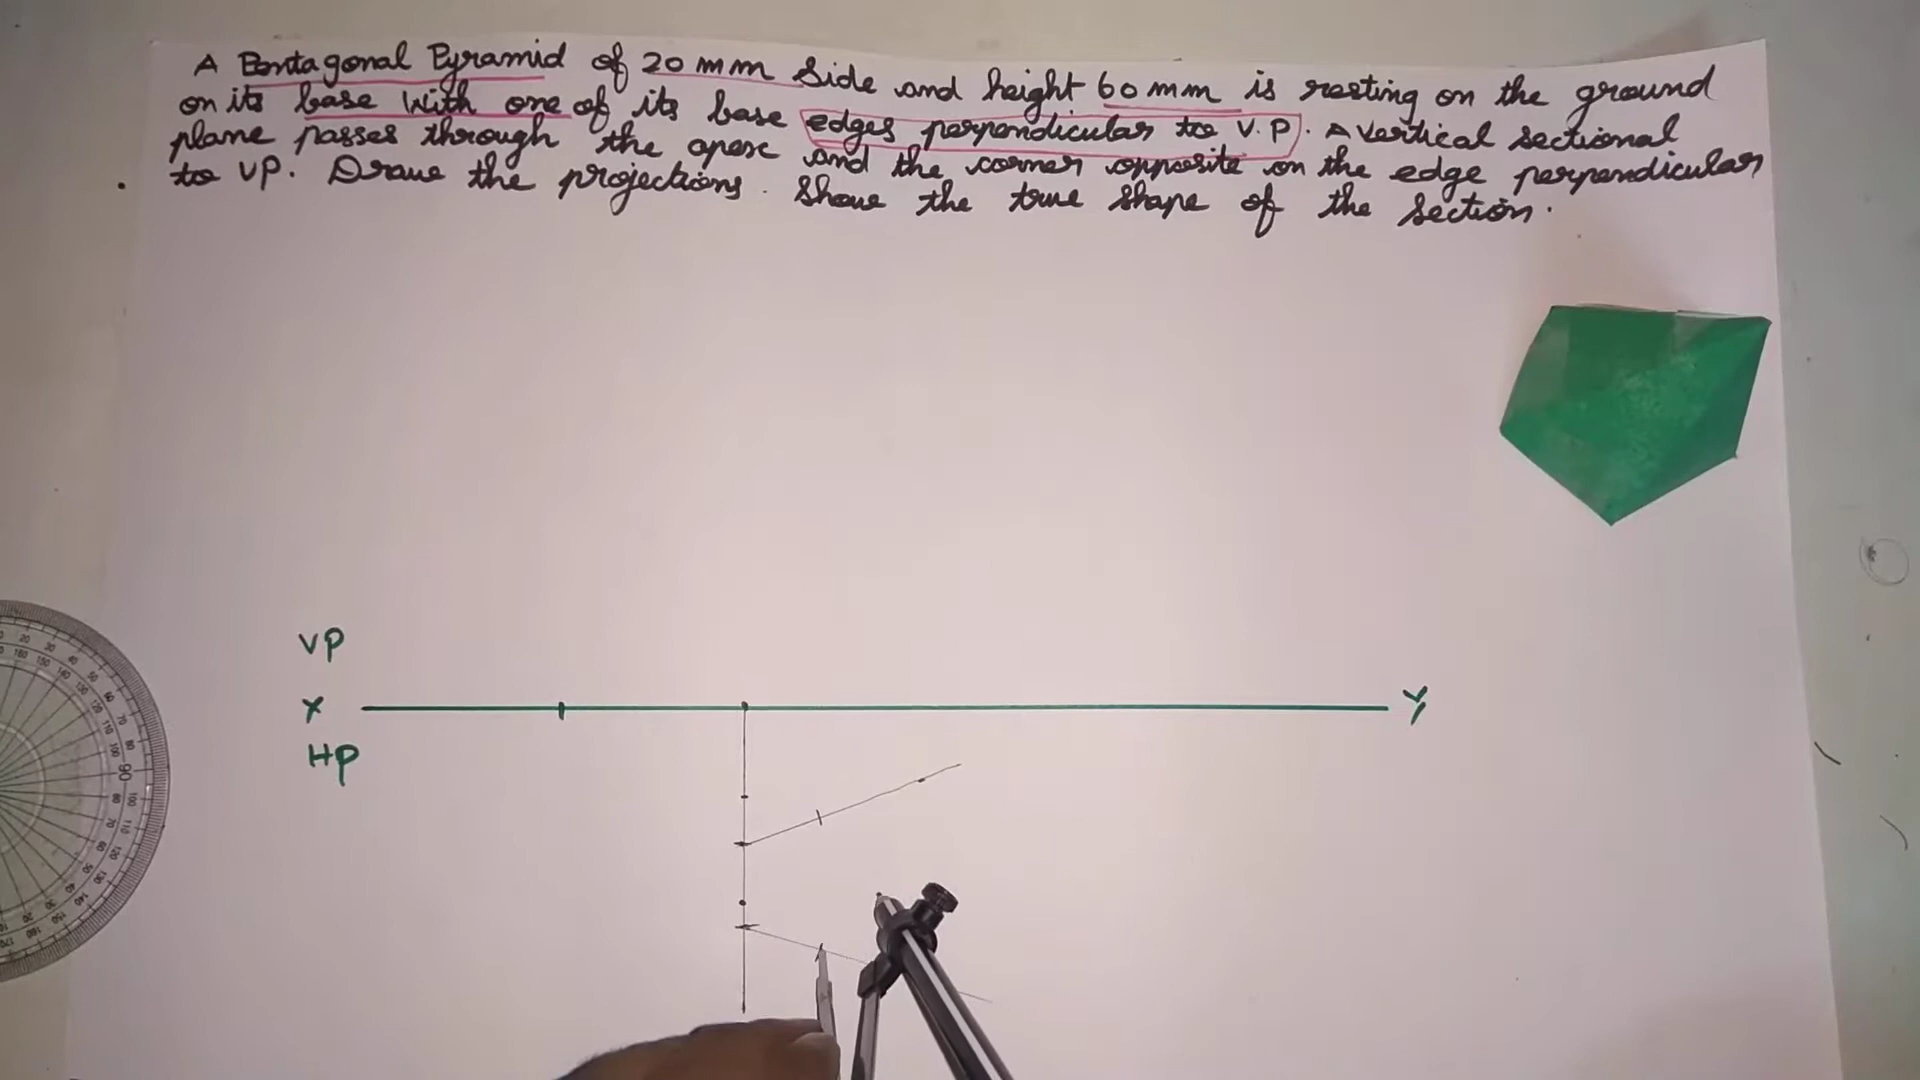 A Pentagonal Pyramid of 20 mm Side and height 60 mm is resting on the ground
on its base with one of its base edges perpendicular to V.P. A vertical sectional
plane passes through the apex and the corner opposite on the edge perpendicular
to VP. Draw the projections. Show the true shape of the section.
VP
X Y
HP